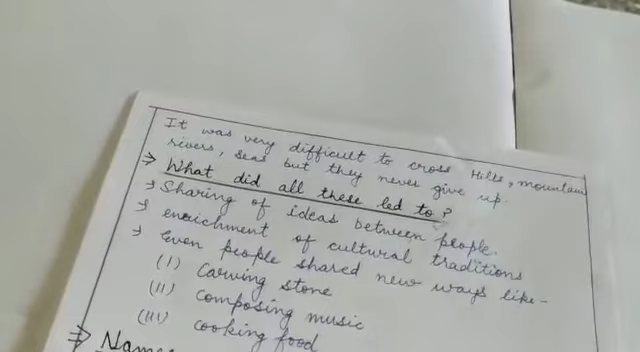 It was very difficult to cross Hills, mountain
rivers, seas but they never give up.
⇒ What did all these led to?
→ Sharing of ideas between people.
→ enrichment of cultural traditions
→ Even people shared new ways like -
(I) Carving stone
(II) Composing music
(III) cooking food
⇒ Name